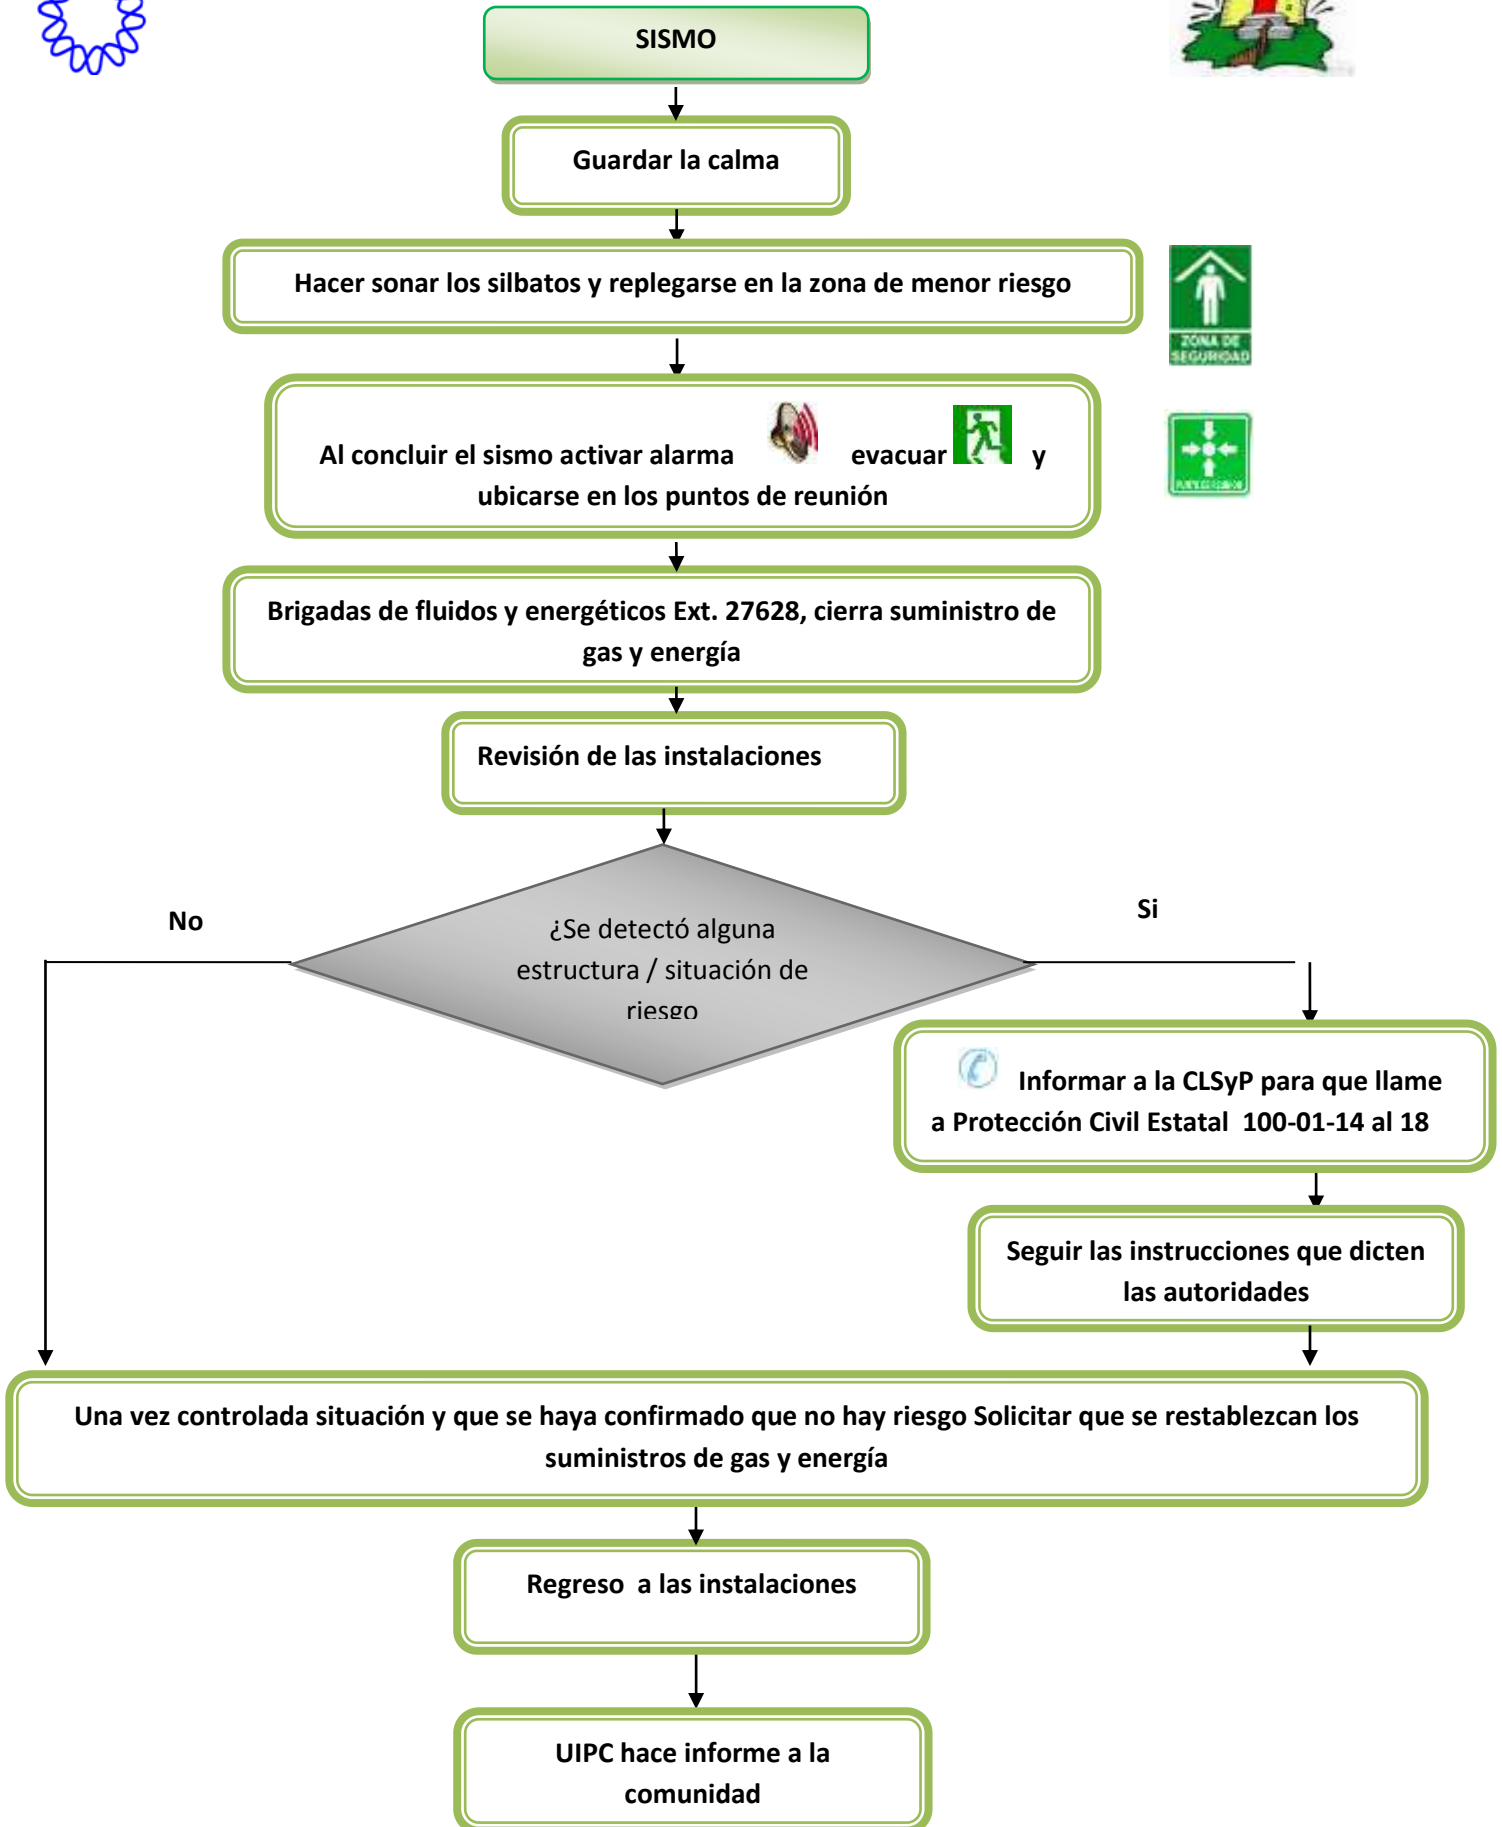 SISMO
Guardar la calma
Hacer sonar los silbatos y replegarse en la zona de menor riesgo
ZONA DE
SEGURIDAD
Al concluir el sismo activar alarma evacuar y
ubicarse en los puntos de reunión
Brigadas de fluidos y energéticos Ext. 27628, cierra suministro de
gas y energía
Revisión de las instalaciones
No
¿Se detectó alguna
estructura / situación de
riesgo
Si
Informar a la CLSyP para que llame
a Protección Civil Estatal 100-01-14 al 18
Seguir las instrucciones que dicten
las autoridades
Una vez controlada situación y que se haya confirmado que no hay riesgo Solicitar que se restablezcan los
suministros de gas y energía
Regreso a las instalaciones
UIPC hace informe a la
comunidad